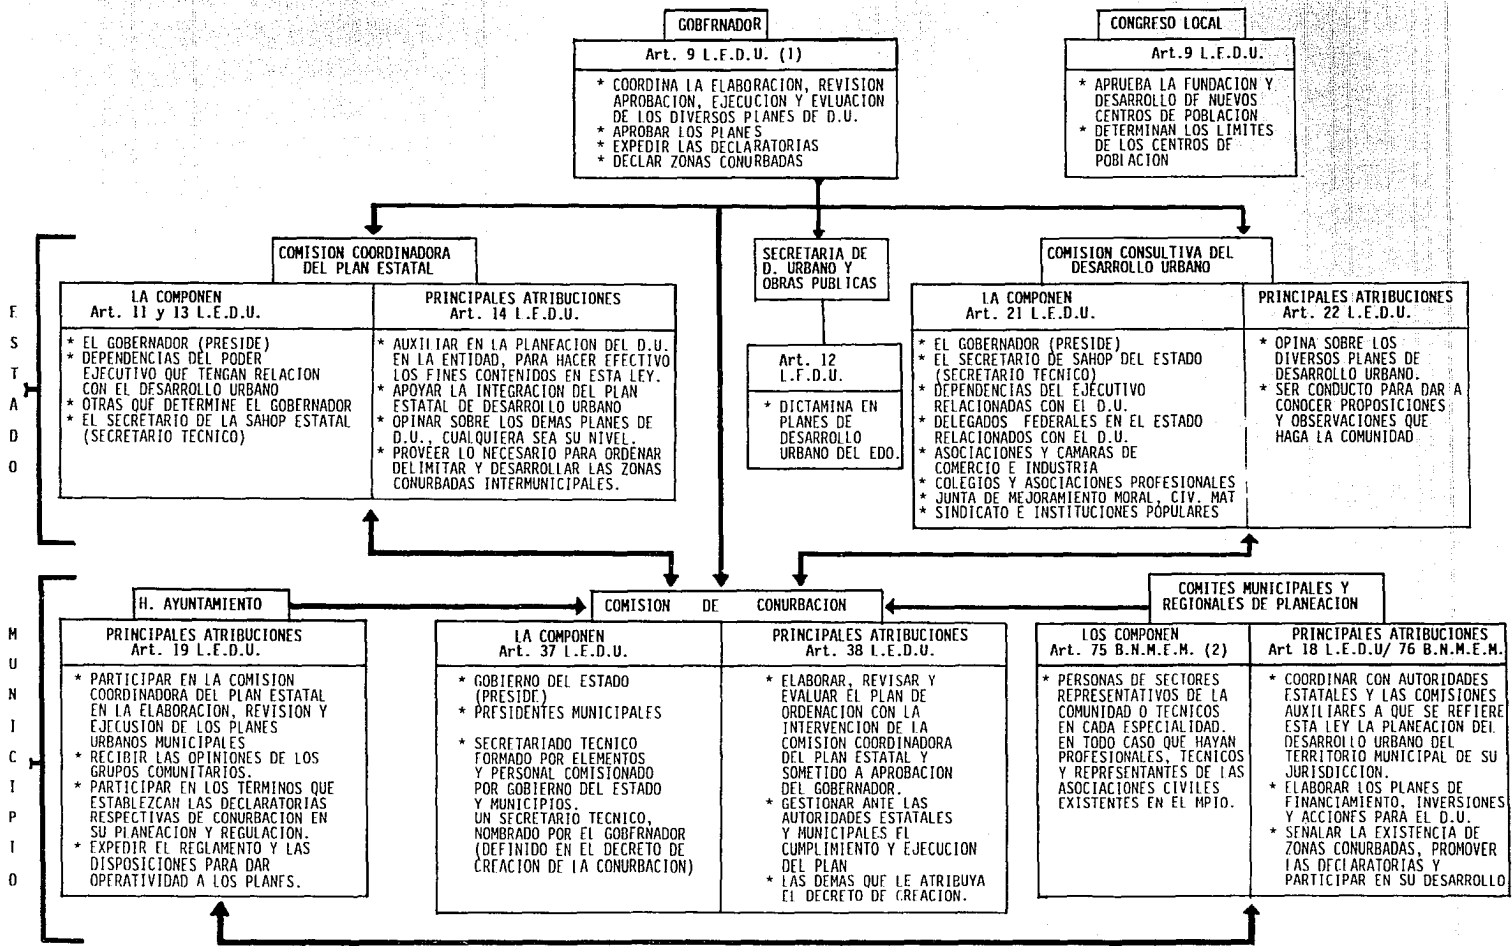 GOBERNADOR
Art. 9 L.E.D.U. (1)
* COORDINA LA ELABORACION, REVISION
APROBACION, EJECUCION Y EVLUACION
DE LOS DIVERSOS PLANES DE D.U.
* APROBAR LOS PLANES
* EXPEDIR LAS DECLARATORIAS
* DECLAR ZONAS CONURBADAS
CONGRESO LOCAL
Art.9 L.E.D.U.
* APRUEBA LA FUNDACION Y
DESARROLLO DE NUEVOS
CENTROS DE POBLACION
* DETERMINAN LOS LIMITES
DE LOS CENTROS DE
POBLACION
ESTADO
COMISION COORDINADORA
DEL PLAN ESTATAL
LA COMPONEN
Art. 11 y 13 L.E.D.U.
* EL GOBERNADOR (PRESIDE)
* DEPENDENCIAS DEL PODER
EJECUTIVO QUE TENGAN RELACION
CON EL DESARROLLO URBANO
* OTRAS QUE DETERMINE EL GOBERNADOR
* EL SECRETARIO DE LA SAHOP ESTATAL
(SECRETARIO TECNICO)
PRINCIPALES ATRIBUCIONES
Art. 14 L.E.D.U.
* AUXILIAR EN LA PLANEACION DEL D.U.
EN LA ENTIDAD, PARA HACER EFECTIVO
LOS FINES CONTENIDOS EN ESTA LEY.
* APOYAR LA INTEGRACION DEL PLAN
ESTATAL DE DESARROLLO URBANO
* OPINAR SOBRE LOS DEMAS PLANES DE
D.U., CUALQUIERA SEA SU NIVEL.
* PROVEER LO NECESARIO PARA ORDENAR
DELIMITAR Y DESARROLLAR LAS ZONAS
CONURBADAS INTERMUNICIPALES.
SECRETARIA DE
D. URBANO Y
OBRAS PUBLICAS
Art. 12
L.E.D.U.
* DICTAMINA EN
PLANES DE
DESARROLLO
URBANO DEL EDO.
COMISION CONSULTIVA DEL
DESARROLLO URBANO
LA COMPONEN
Art. 21 L.E.D.U.
* EL GOBERNADOR (PRESIDE)
* EL SECRETARIO DE SAHOP DEL ESTADO
(SECRETARIO TECNICO)
* DEPENDENCIAS DEL EJECUTIVO
RELACIONADAS CON EL D.U.
* DELEGADOS FEDERALES EN EL ESTADO
RELACIONADOS CON EL D.U.
* ASOCIACIONES Y CAMARAS DE
COMERCIO E INDUSTRIA
* COLEGIOS Y ASOCIACIONES PROFESIONALES
* JUNTA DE MEJORAMIENTO MORAL, CIV. MAT
* SINDICATO E INSTITUCIONES POPULARES
PRINCIPALES ATRIBUCIONES
Art. 22 L.E.D.U.
* OPINA SOBRE LOS
DIVERSOS PLANES DE
DESARROLLO URBANO.
* SER CONDUCTO PARA DAR A
CONOCER PROPOSICIONES
Y OBSERVACIONES QUE
HAGA LA COMUNIDAD
MUNICIPIO
H. AYUNTAMIENTO
PRINCIPALES ATRIBUCIONES
Art. 19 L.E.D.U.
* PARTICIPAR EN LA COMISION
COORDINADORA DEL PLAN ESTATAL
EN LA ELABORACION, REVISION Y
EJECUSION DE LOS PLANES
URBANOS MUNICIPALES
* RECIBIR LAS OPINIONES DE LOS
GRUPOS COMUNITARIOS.
* PARTICIPAR EN LOS TERMINOS QUE
ESTABLEZCAN LAS DECLARATORIAS
RESPECTIVAS DE CONURBACION EN
SU PLANEACION Y REGULACION.
* EXPEDIR EL REGLAMENTO Y LAS
DISPOSICIONES PARA DAR
OPERATIVIDAD A LOS PLANES.
COMISION DE CONURBACION
LA COMPONEN
Art. 37 L.E.D.U.
* GOBIERNO DEL ESTADO
(PRESIDE)
* PRESIDENTES MUNICIPALES
* SECRETARIADO TECNICO
FORMADO POR ELEMENTOS
Y PERSONAL COMISIONADO
POR GOBIERNO DEL ESTADO
Y MUNICIPIOS.
UN SECRETARIO TECNICO,
NOMBRADO POR EL GOBERNADOR
(DEFINIDO EN EL DECRETO DE
CREACION DE LA CONURBACION)
PRINCIPALES ATRIBUCIONES
Art. 38 L.E.D.U.
* ELABORAR, REVISAR Y
EVALUAR EL PLAN DE
ORDENACION CON LA
INTERVENCION DE LA
COMISION COORDINADORA
DEL PLAN ESTATAL Y
SOMETIDO A APROBACION
DEL GOBERNADOR.
* GESTIONAR ANTE LAS
AUTORIDADES ESTATALES
Y MUNICIPALES EL
CUMPLIMIENTO Y EJECUCION
DEL PLAN
* LAS DEMAS QUE LE ATRIBUYA
EL DECRETO DE CREACION.
COMITES MUNICIPALES Y
REGIONALES DE PLANEACION
LOS COMPONEN
Art. 75 B.N.M.E.M. (2)
* PERSONAS DE SECTORES
REPRESENTATIVOS DE LA
COMUNIDAD O TECNICOS
EN CADA ESPECIALIDAD.
EN TODO CASO QUE HAYAN
PROFESIONALES, TECNICOS
Y REPRESENTANTES DE LAS
ASOCIACIONES CIVILES
EXISTENTES EN EL MPIO.
PRINCIPALES ATRIBUCIONES
Art 18 L.E.D.U/ 76 B.N.M.E.M.
* COORDINAR CON AUTORIDADES
ESTATALES Y LAS COMISIONES
AUXILIARES A QUE SE REFIERE
ESTA LEY LA PLANEACION DEL
DESARROLLO URBANO DEL
TERRITORIO MUNICIPAL DE SU
JURISDICCION.
* ELABORAR LOS PLANES DE
FINANCIAMIENTO, INVERSIONES
Y ACCIONES PARA EL D.U.
* SEÑALAR LA EXISTENCIA DE
ZONAS CONURBADAS, PROMOVER
LAS DECLARATORIAS Y
PARTICIPAR EN SU DESARROLLO